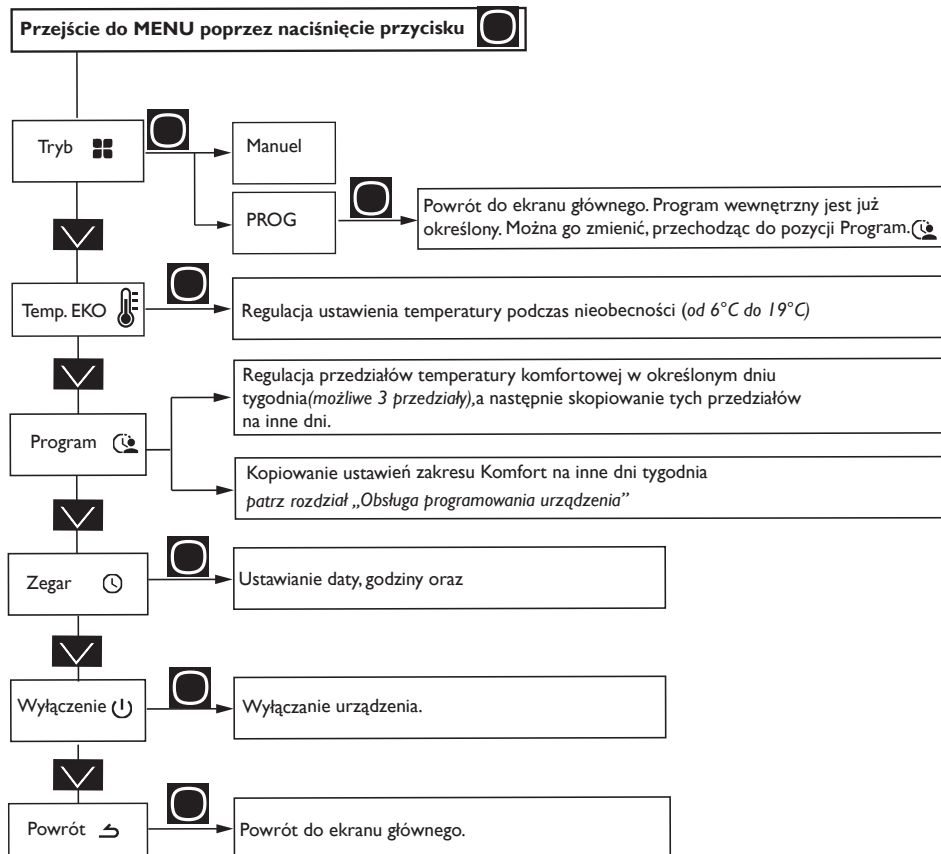 Przejście do MENU poprzez naciśnięcie przycisku
Tryb
Manuel
PROG
Powrót do ekranu głównego. Program wewnętrzny jest już
określony. Można go zmienić, przechodząc do pozycji Program.
Temp. EKO
Regulacja ustawienia temperatury podczas nieobecności (od 6°C do 19°C)
Program
Regulacja przedziałów temperatury komfortowej w określonym dniu
tygodnia(możliwe 3 przedziały),a następnie skopiowanie tych przedziałów
na inne dni.
Kopiowanie ustawień zakresu Komfort na inne dni tygodnia
patrz rozdział „Obsługa programowania urządzenia”
Zegar
Ustawianie daty, godziny oraz
Wyłączenie
Wyłączanie urządzenia.
Powrót
Powrót do ekranu głównego.